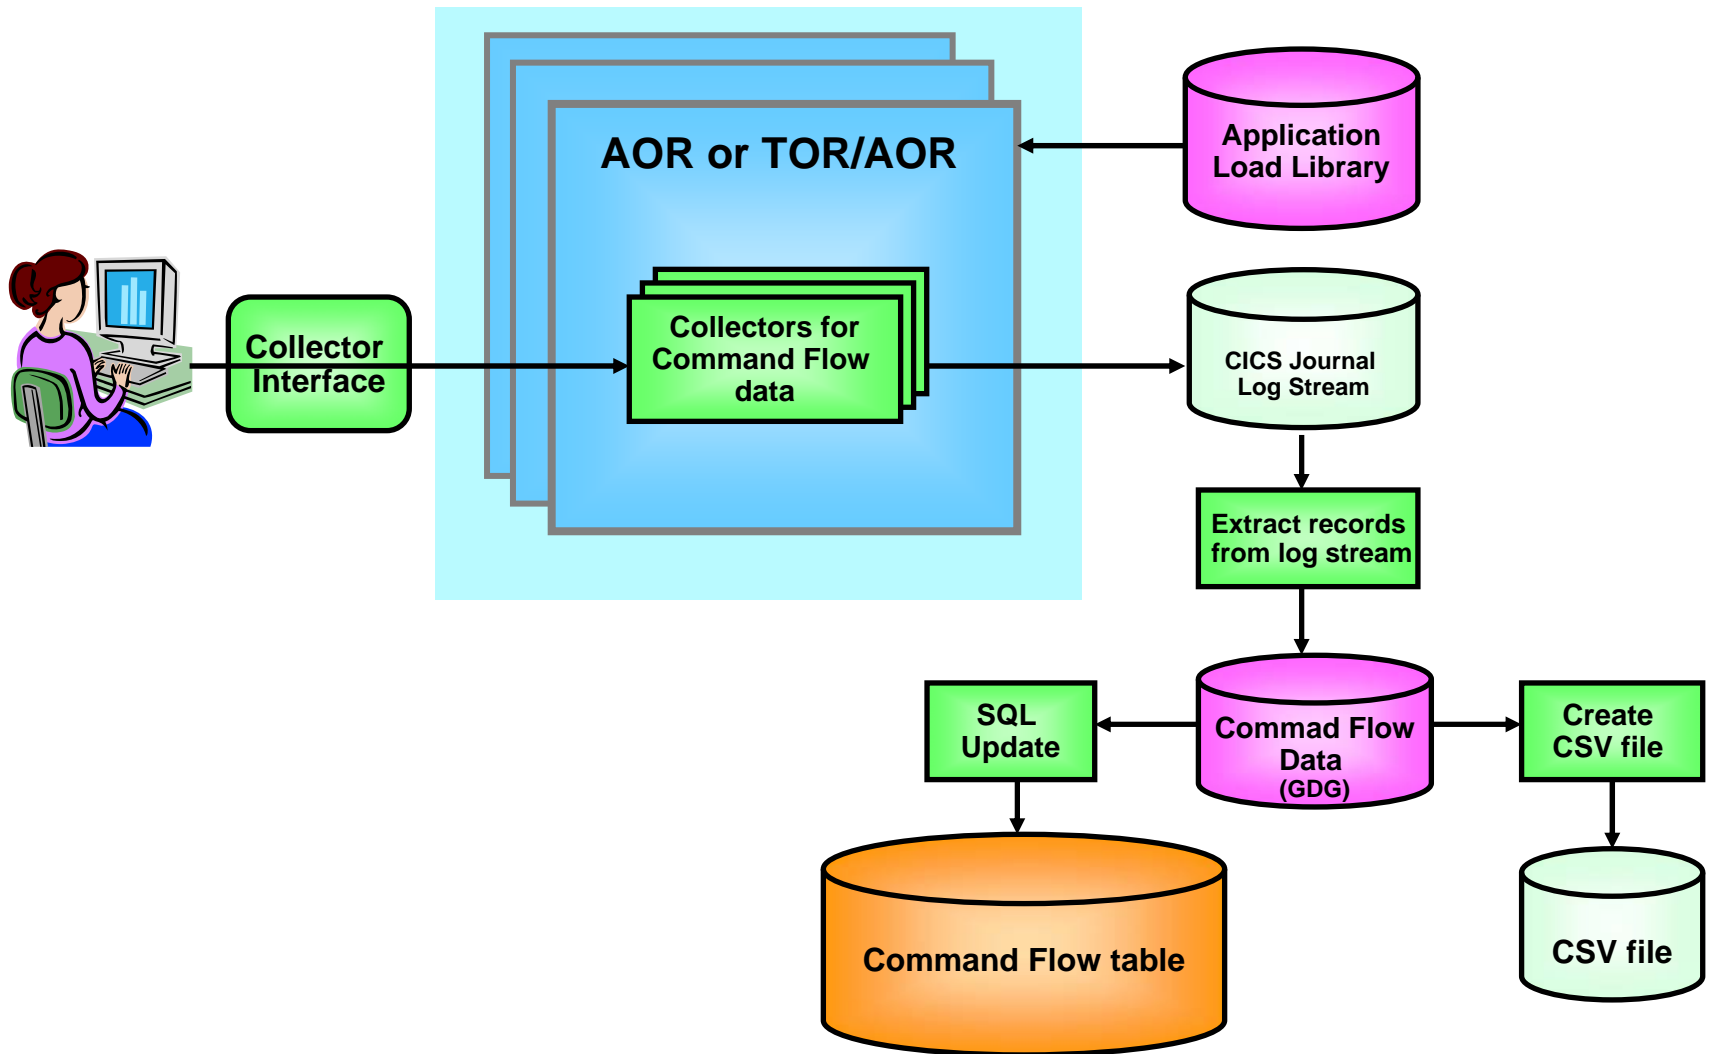 AOR or TOR/AOR
Application
Load Library
Collector
Interface
Collectors for
Command Flow
data
CICS Journal
Log Stream
Extract records
from log stream
SQL
Update
Commad Flow
Data
(GDG)
Create
CSV file
Command Flow table
CSV file